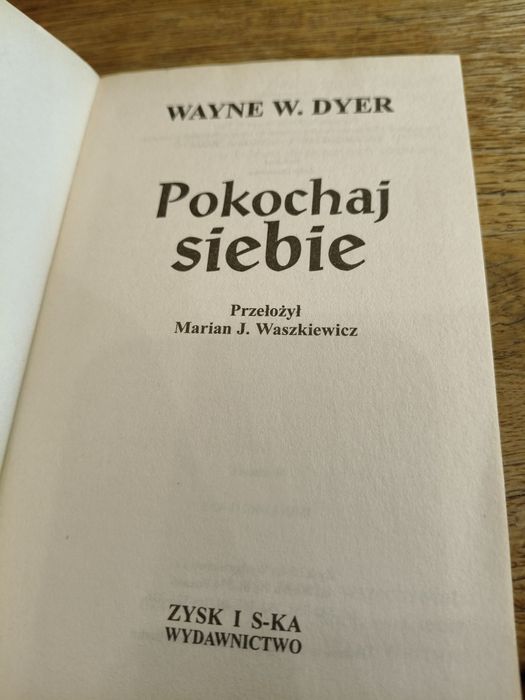 WAYNE W. DYER
Pokochaj
siebie
Przełożył
Marian J. Waszkiewicz
ZYSK I S-KA
WYDAWNICTWO